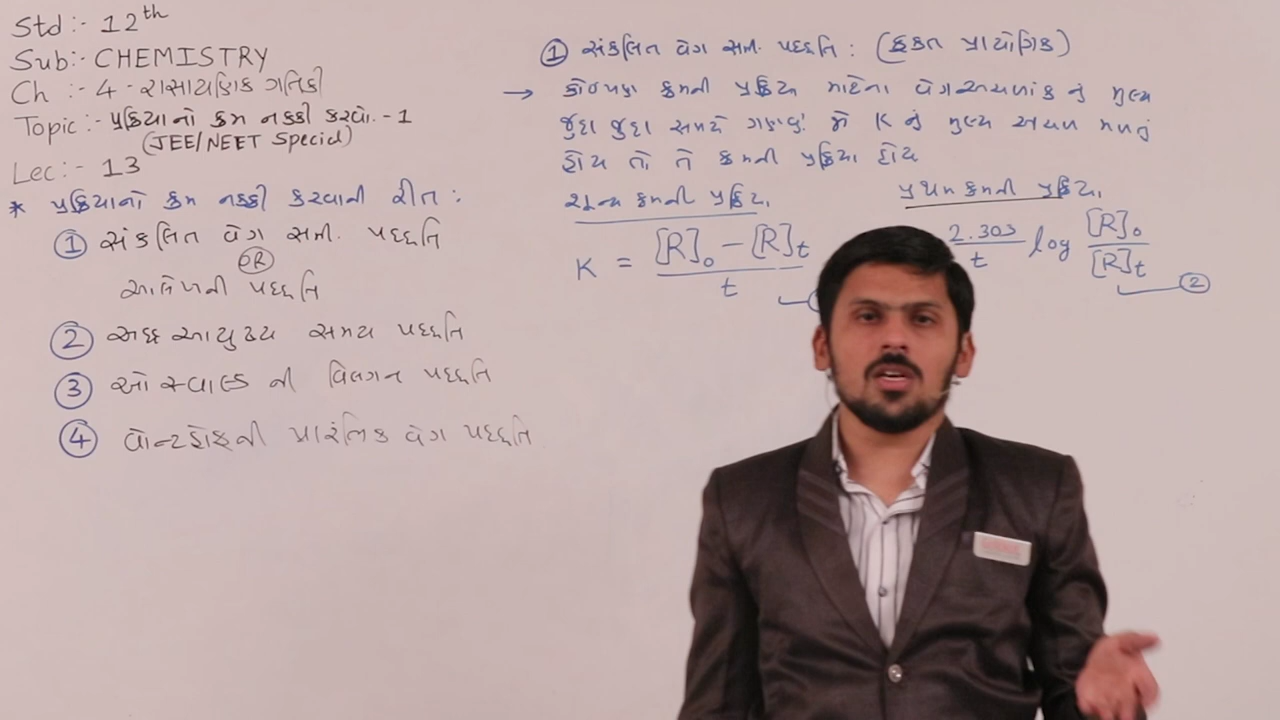 Std :- 12th
Sub:- CHEMISTRY
Ch :- 4 - રાસાયણિક ગતિકી
Topic :- પ્રક્રિયાનો ક્રમ નક્કી કરવો. - 1
(JEE/NEET Special)
Lec :- 13
* પ્રક્રિયાનો ક્રમ નક્કી કરવાની રીત :
① સંકલિત વેગ સમી. પદ્ધતિ
OR
આલેખની પદ્ધતિ
② અર્ધ આયુષ્ય સમય પદ્ધતિ
③ ઓસ્વાલ્ડ ની વિલગન પદ્ધતિ
④ વોન્ટહોફની પ્રારંભિક વેગ પદ્ધતિ
① સંકલિત વેગ સમી. પદ્ધતિ : (ફક્ત પ્રાયોગિક)
→ કોઇપણ ક્રમની પ્રક્રિયા માટેના વેગઅચળાંક નું મુલ્ય
જુદા જુદા સમયે ગણવું. જો K નું મુલ્ય અચળ મળતું
હોય તો તે ક્રમની પ્રક્રિયા હોય
શૂન્ય ક્રમની પ્રક્રિયા
K = [R]₀ - [R]t / t
પ્રથમ ક્રમની પ્રક્રિયા
2.303 / t log [R]₀ / [R]t ②